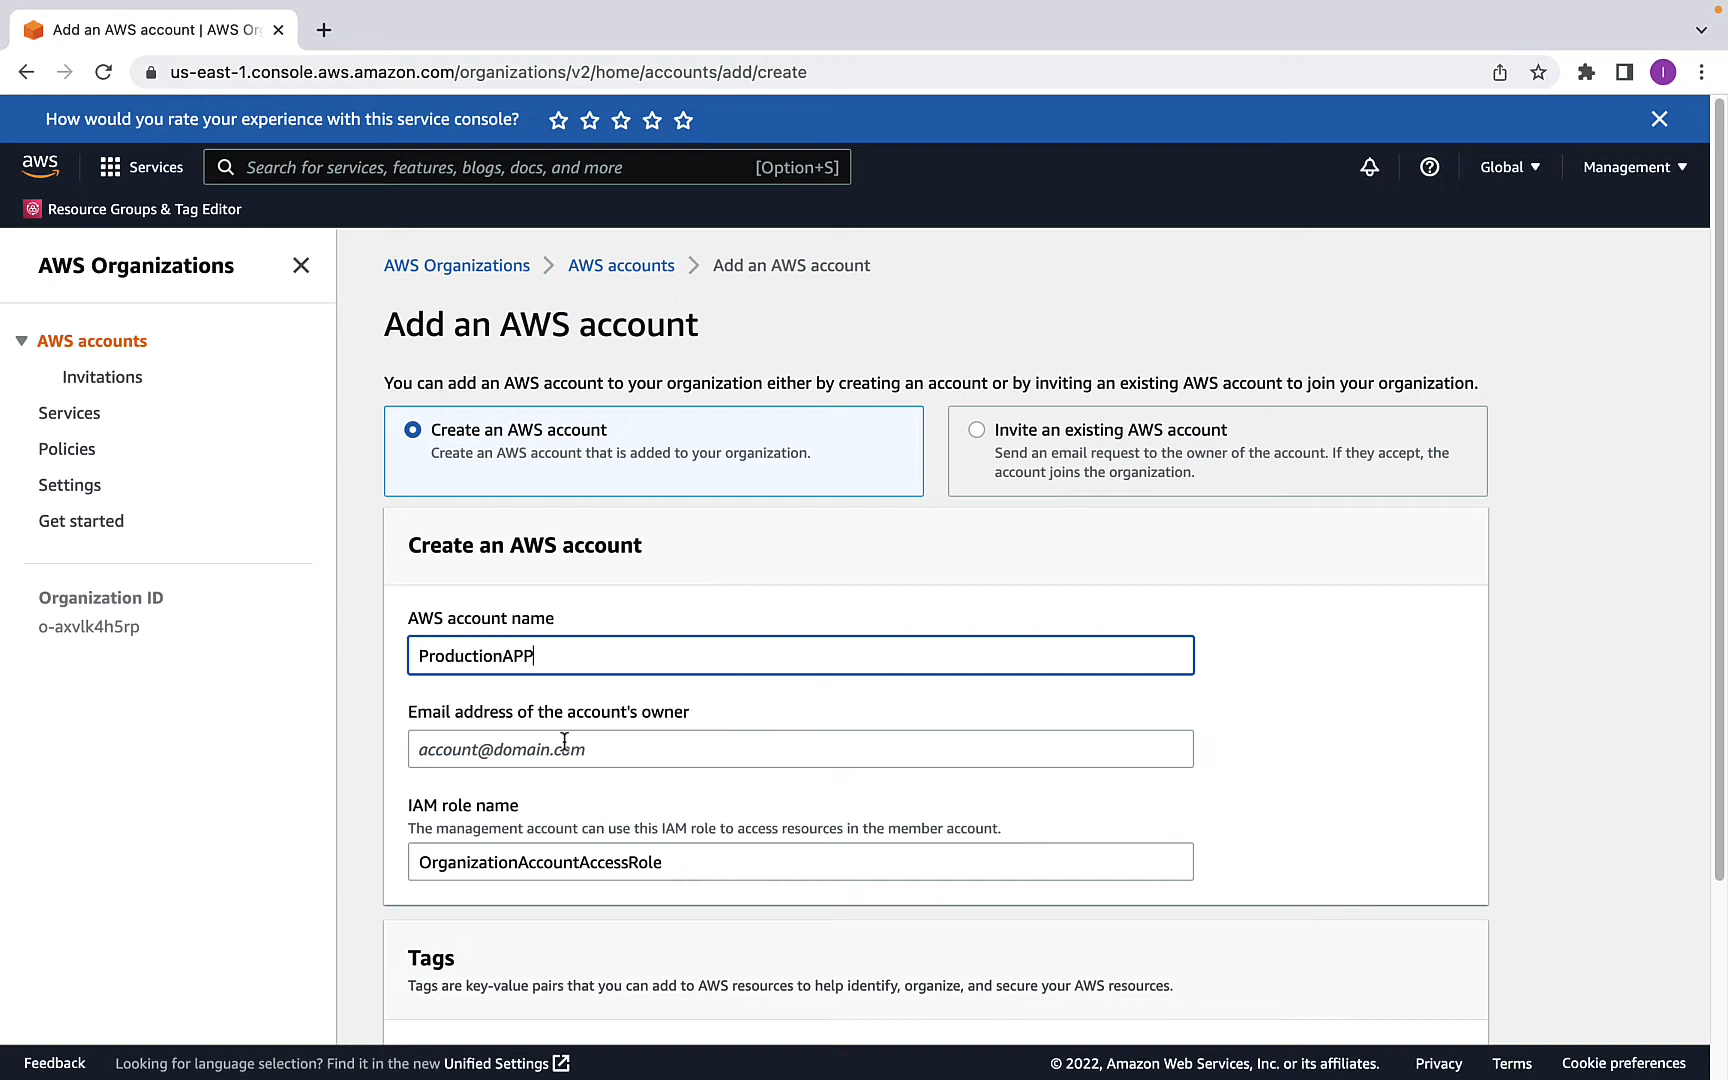 Add an AWS account | AWS Or
us-east-1.console.aws.amazon.com/organizations/v2/home/accounts/add/create
I
How would you rate your experience with this service console?
aws
Services
Search for services, features, blogs, docs, and more
[Option+S]
Global
Management
Resource Groups & Tag Editor
AWS Organizations
AWS accounts
Invitations
Services
Policies
Settings
Get started
Organization ID
o-axvlk4h5rp
AWS Organizations
AWS accounts
Add an AWS account
Add an AWS account
You can add an AWS account to your organization either by creating an account or by inviting an existing AWS account to join your organization.
Create an AWS account
Create an AWS account that is added to your organization.
Invite an existing AWS account
Send an email request to the owner of the account. If they accept, the
account joins the organization.
Create an AWS account
AWS account name
ProductionAPP
Email address of the account's owner
account@domain.com
IAM role name
The management account can use this IAM role to access resources in the member account.
OrganizationAccountAccessRole
Tags
Tags are key-value pairs that you can add to AWS resources to help identify, organize, and secure your AWS resources.
Feedback
Looking for language selection? Find it in the new Unified Settings
© 2022, Amazon Web Services, Inc. or its affiliates.
Privacy
Terms
Cookie preferences